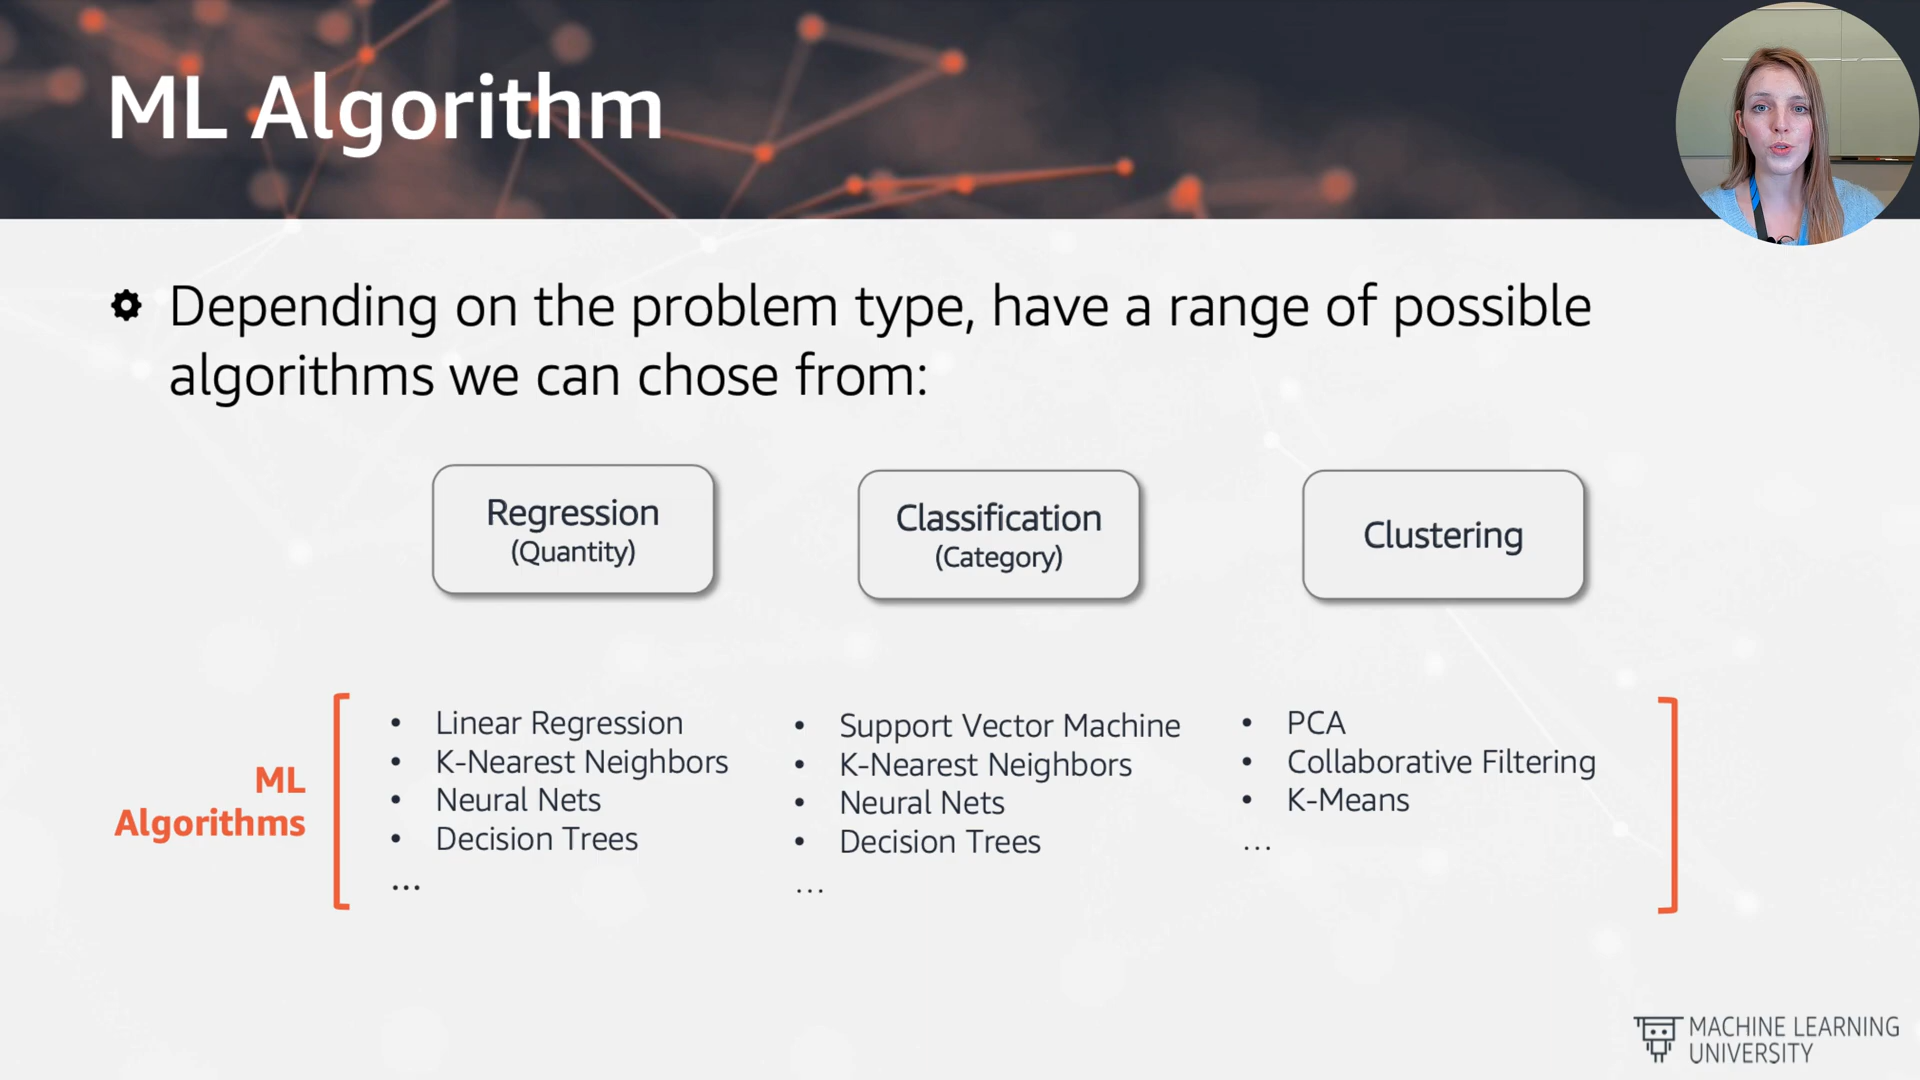 ML Algorithm
Depending on the problem type, have a range of possible
algorithms we can chose from:
Regression
(Quantity)
Classification
(Category)
Clustering
ML
Algorithms
• Linear Regression
• K-Nearest Neighbors
• Neural Nets
• Decision Trees
...
• Support Vector Machine
• K-Nearest Neighbors
• Neural Nets
• Decision Trees
...
• PCA
• Collaborative Filtering
• K-Means
...
MACHINE LEARNING
UNIVERSITY